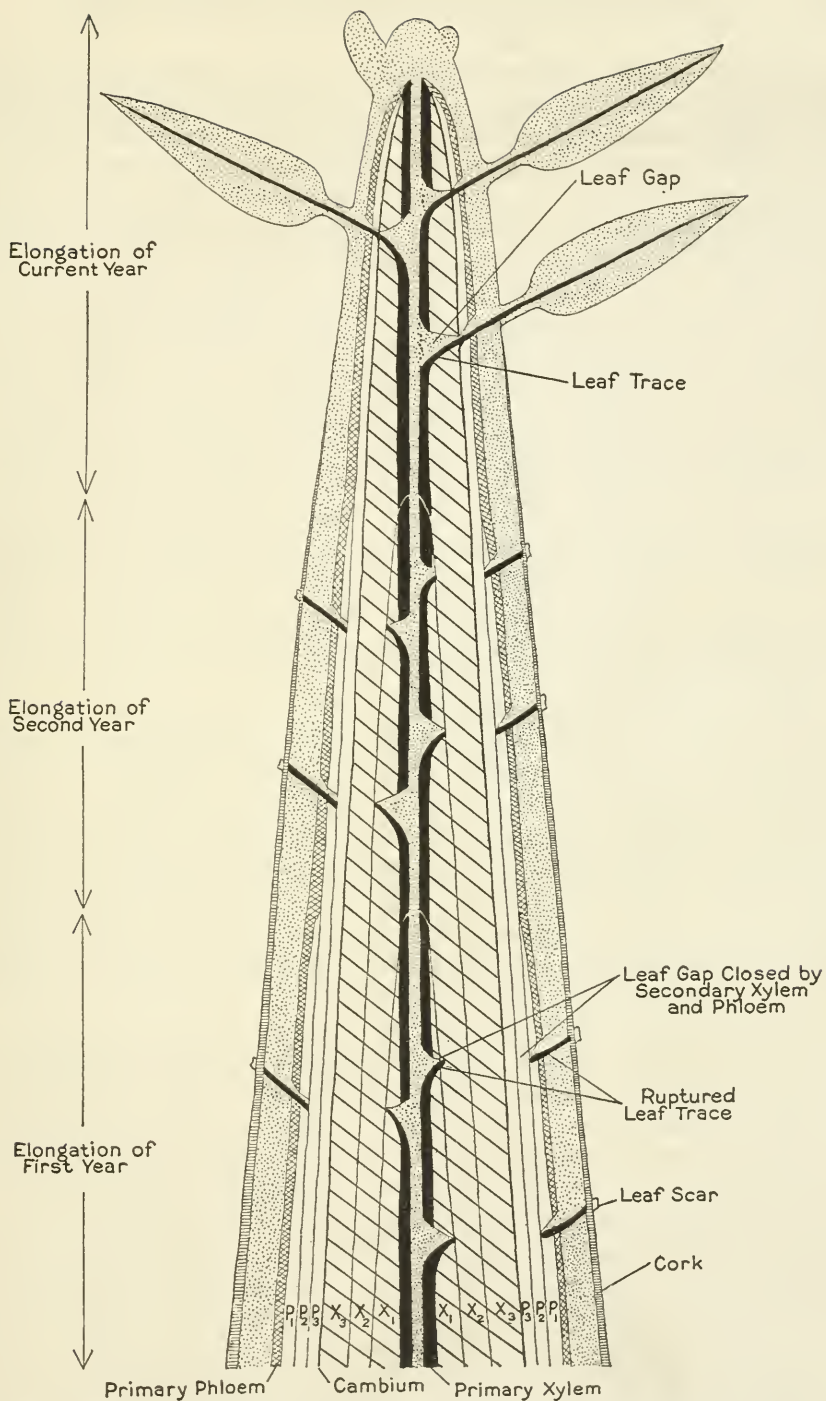 Leaf Gap
Elongation of
Current Year
Leaf Trace
Elongation of
Second Year
Leaf Gap Closed by
Secondary Xylem
and Phloem
Ruptured
Leaf Trace
Elongation of
First Year
Leaf Scar
Cork
P₁ P₂ P₃ X₃ X₂ X₁ X₁ X₂ X₃ P₃ P₂ P₁
Primary Phloem Cambium Primary Xylem